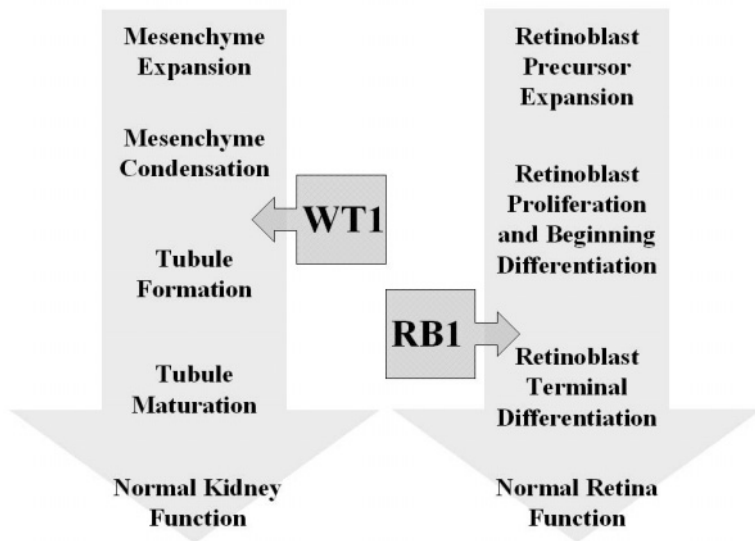 Mesenchyme
Expansion
Mesenchyme
Condensation
WT1
Tubule
Formation
Tubule
Maturation
Normal Kidney
Function
Retinoblast
Precursor
Expansion
Retinoblast
Proliferation
and Beginning
Differentiation
RB1
Retinoblast
Terminal
Differentiation
Normal Retina
Function